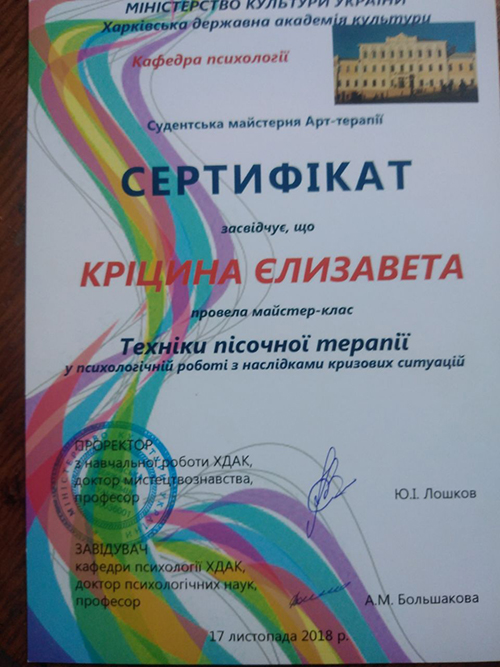 МІНІСТЕРСТВО КУЛЬТУРИ УКРАЇНИ
Харківська державна академія культури
Кафедра психології
Судентська майстерня Арт-терапії
СЕРТИФІКАТ
засвідчує, що
КРІЦИНА ЄЛИЗАВЕТА
провела майстер-клас
Техніки пісочної терапії
у психологічній роботі з наслідками кризових ситуацій
ПРОРЕКТОР
з навчальної роботи ХДАК,
доктор мистецтвознавства,
професор
Ю.І. Лошков
ЗАВІДУВАЧ
кафедри психології ХДАК,
доктор психологічних наук,
професор
А.М. Большакова
17 листопада 2018 р.